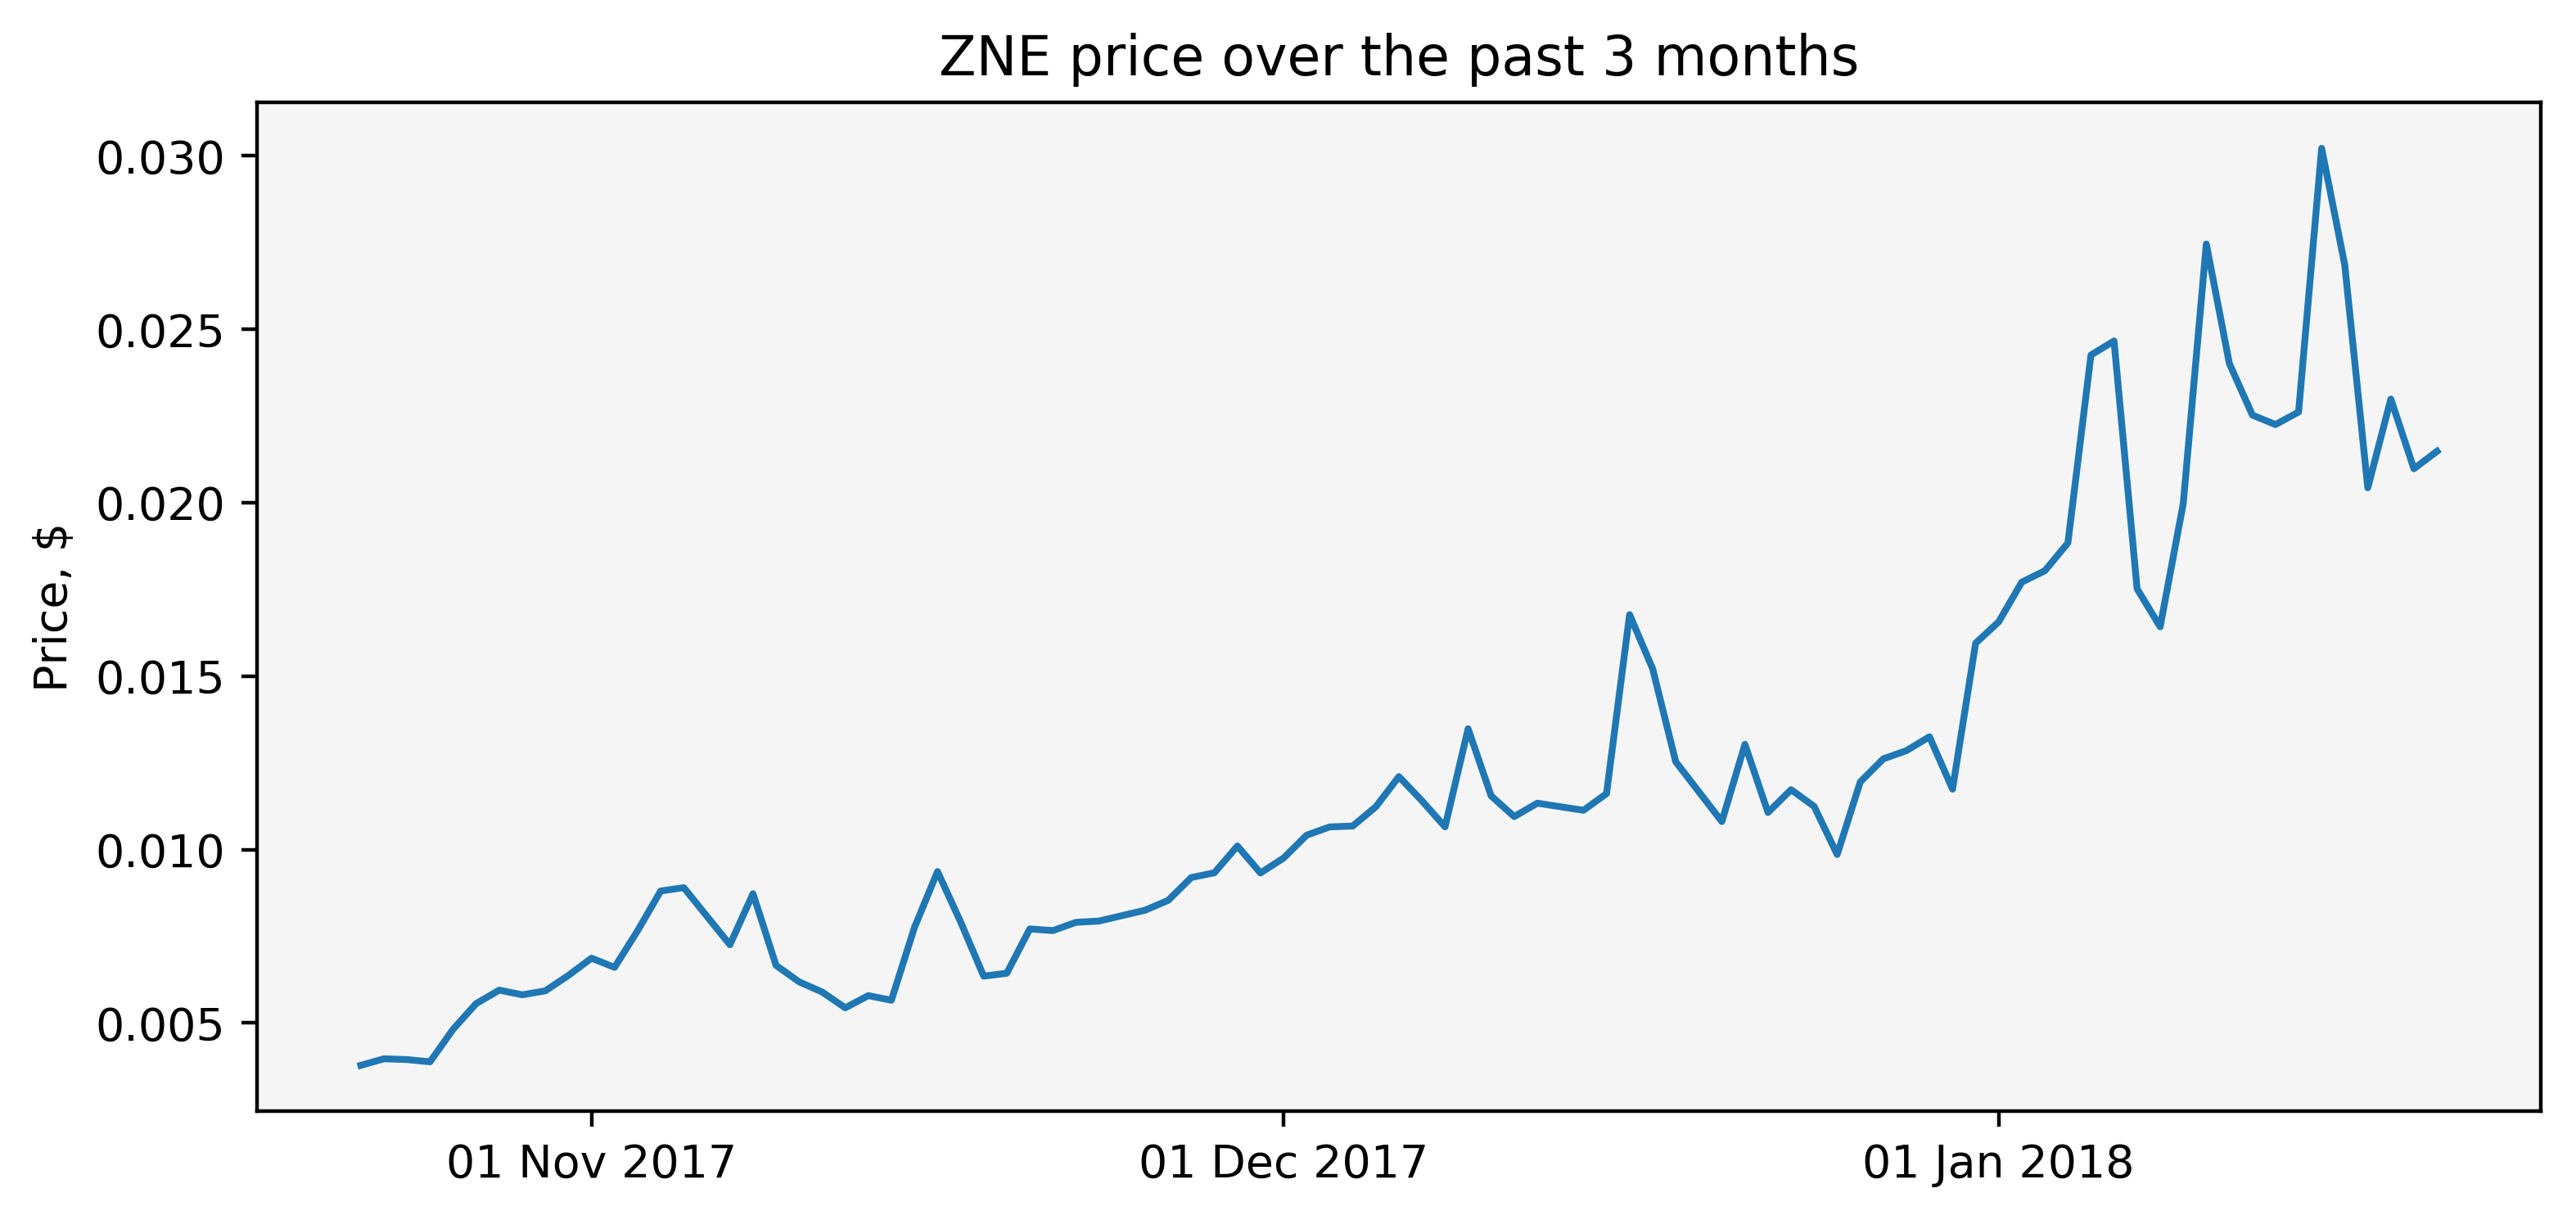 ZNE price over the past 3 months
Price, $
0.030
0.025
0.020
0.015
0.010
0.005
01 Nov 2017
01 Dec 2017
01 Jan 2018